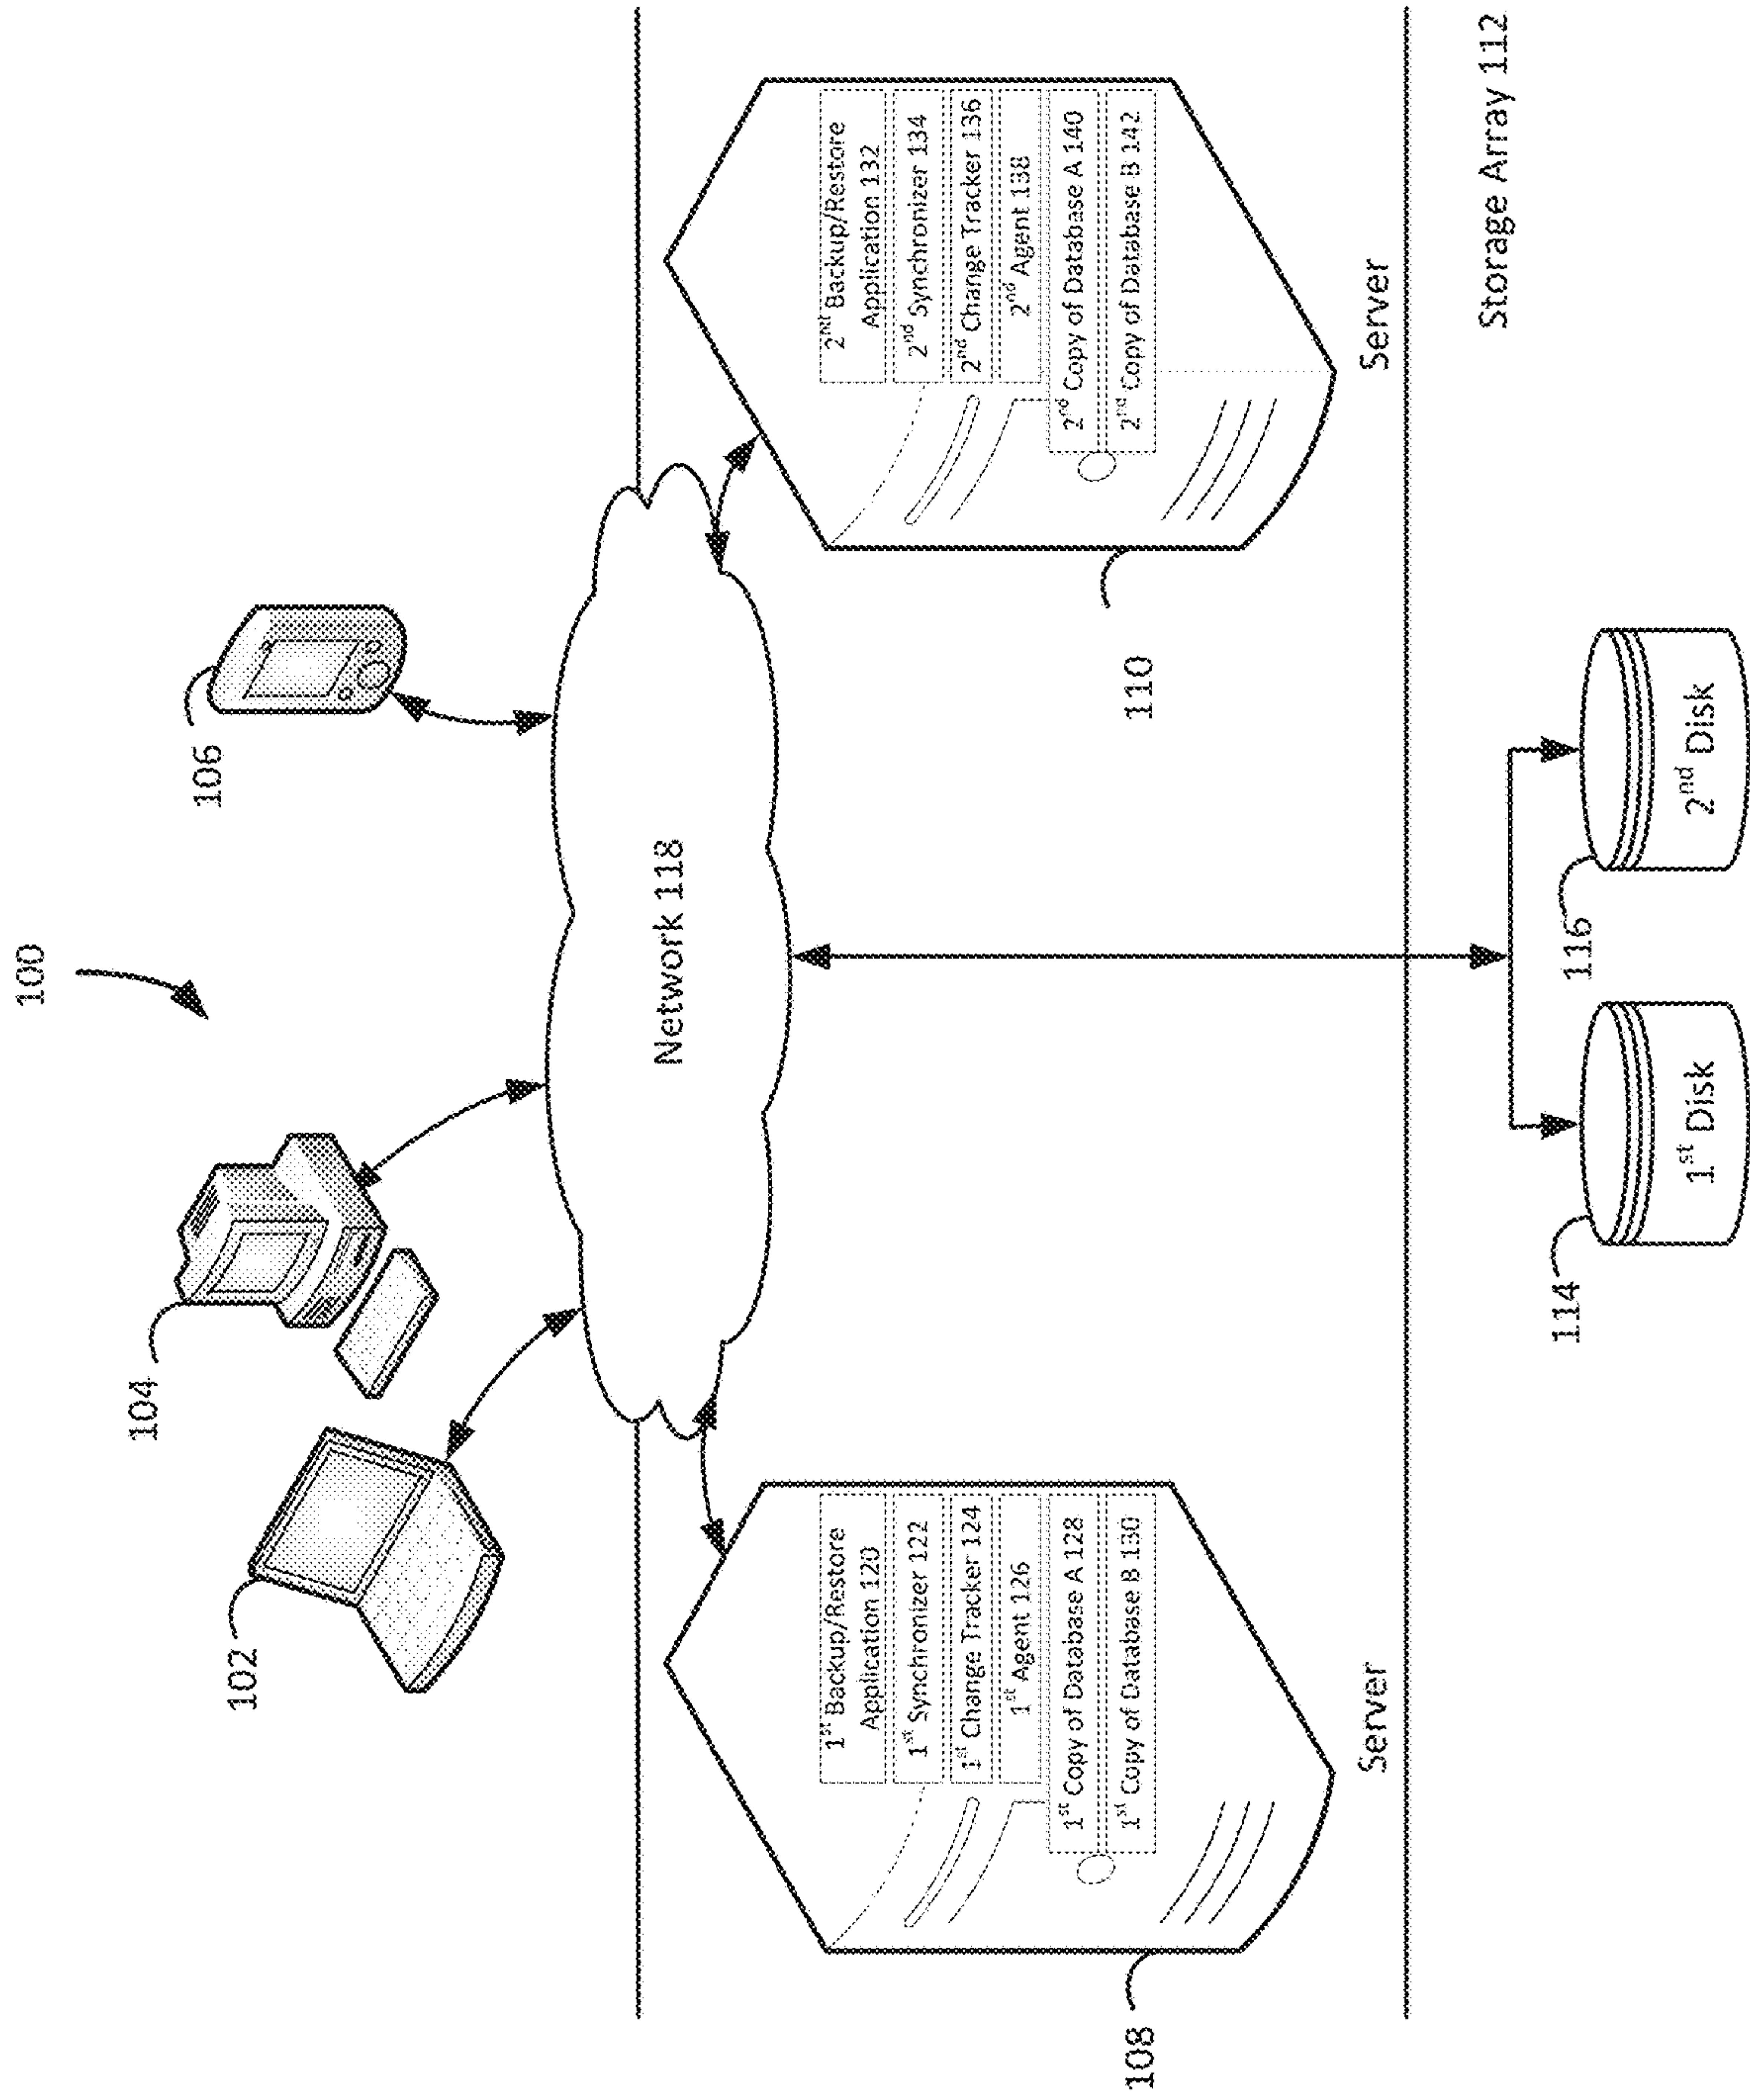 100
102
104
106
Network 118
108
1st Backup/Restore
Application 120
1st Synchronizer 122
1st Change Tracker 124
1st Agent 126
1st Copy of Database A 128
1st Copy of Database B 130
Server
110
2nd Backup/Restore
Application 132
2nd Synchronizer 134
2nd Change Tracker 136
2nd Agent 138
2nd Copy of Database A 140
2nd Copy of Database B 142
Server
Storage Array 112
114
1st Disk
116
2nd Disk